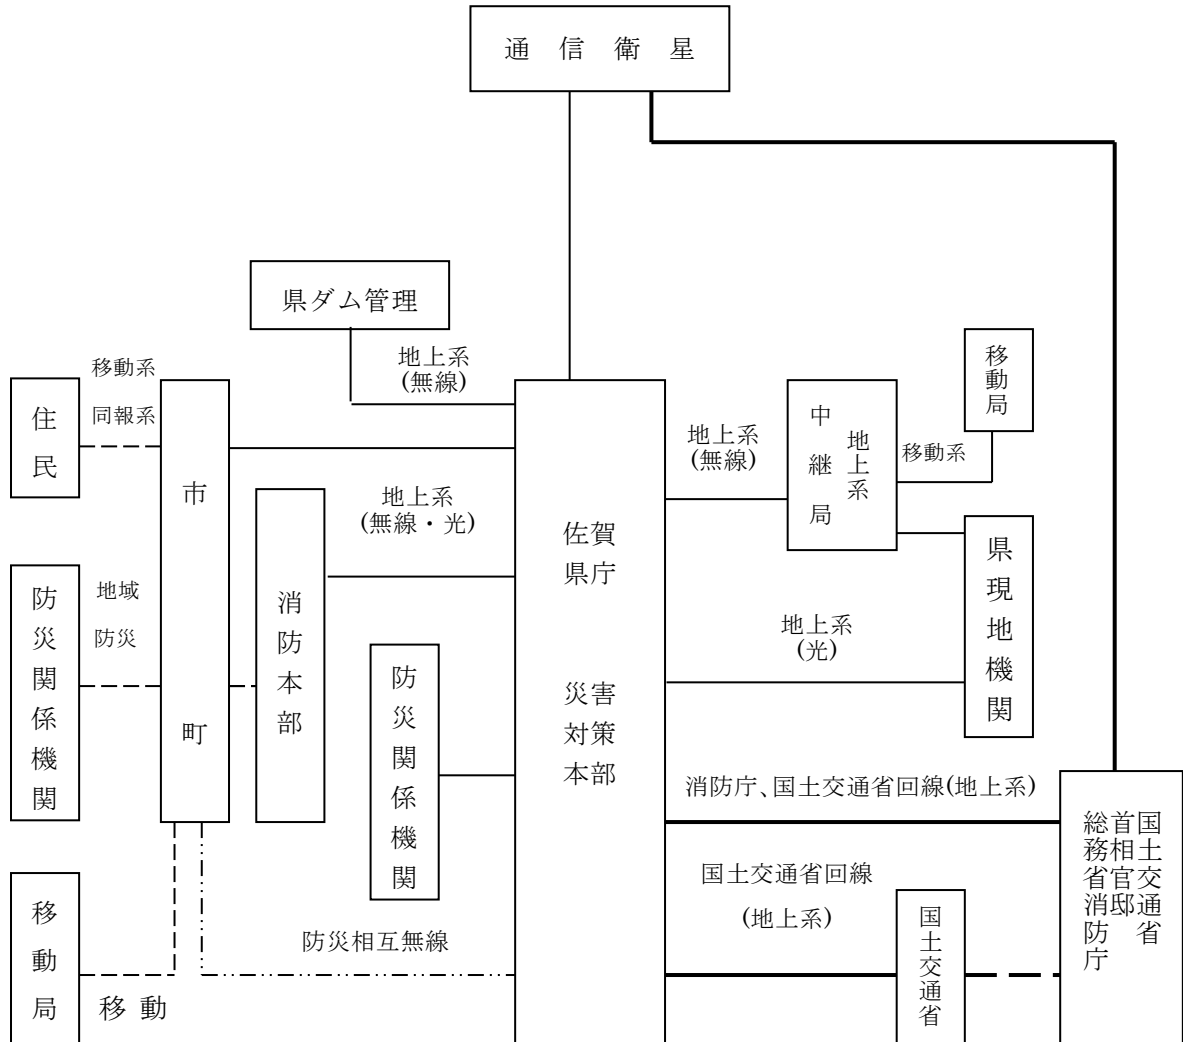 通信衛星
県ダム管理
地上系
(無線)
移動系
同報系
住民
市町
地上系
(無線・光)
地域
防災
防災関係機関
消防本部
防災関係機関
佐賀
県庁
災害
対策
本部
地上系
(無線)
中継局
地上系
移動系
移動局
県現地機関
地上系
(光)
消防庁、国土交通省回線(地上系)
国土交通省
首相官邸
総務省消防庁
国土交通省回線
(地上系)
国土交通省
防災相互無線
移動局
移動